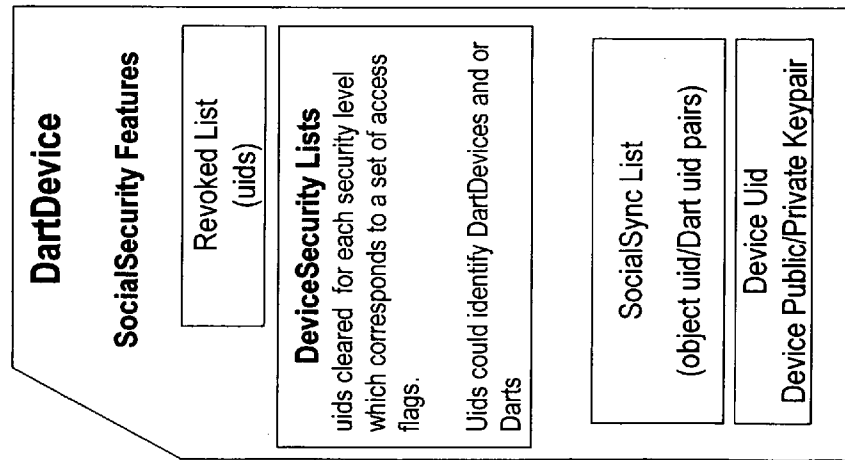 DartDevice
SocialSecurity Features
Revoked List
(uids)
DeviceSecurity Lists
uids cleared for each security level
which corresponds to a set of access
flags.
Uids could identify DartDevices and or
Darts
SocialSync List
(object uid/Dart uid pairs)
Device Uid
Device Public/Private Keypair